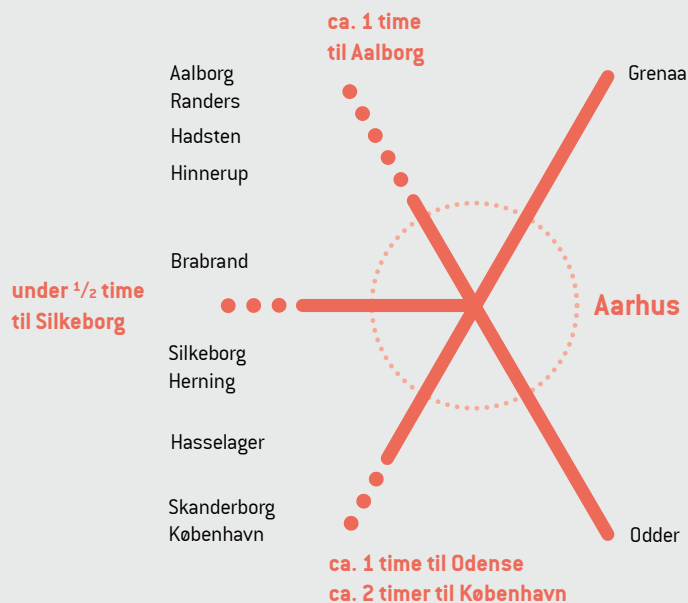 ca. 1 time
til Aalborg
Aalborg
Randers
Grenaa
Hadsten
Hinnerup
Brabrand
under 1/2 time
til Silkeborg
Aarhus
Silkeborg
Herning
Hasselager
Skanderborg
København
Odder
ca. 1 time til Odense
ca. 2 timer til København